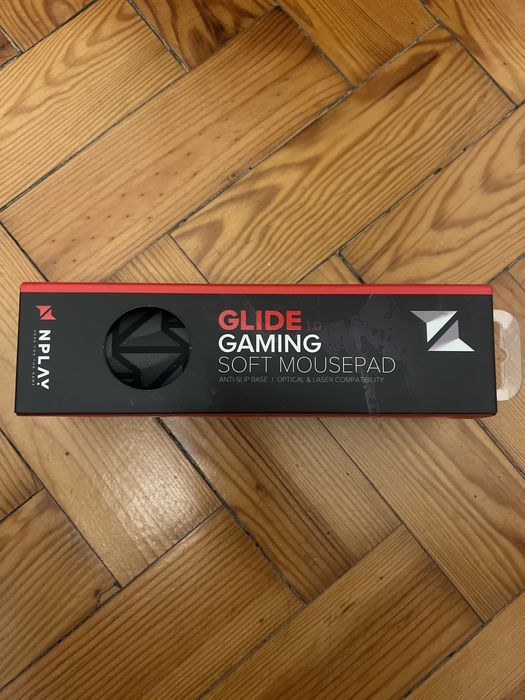 NPLAY
GLIDE 1.0
GAMING
SOFT MOUSEPAD
ANTI-SLIP BASE | OPTICAL & LASER COMPATIBILITY